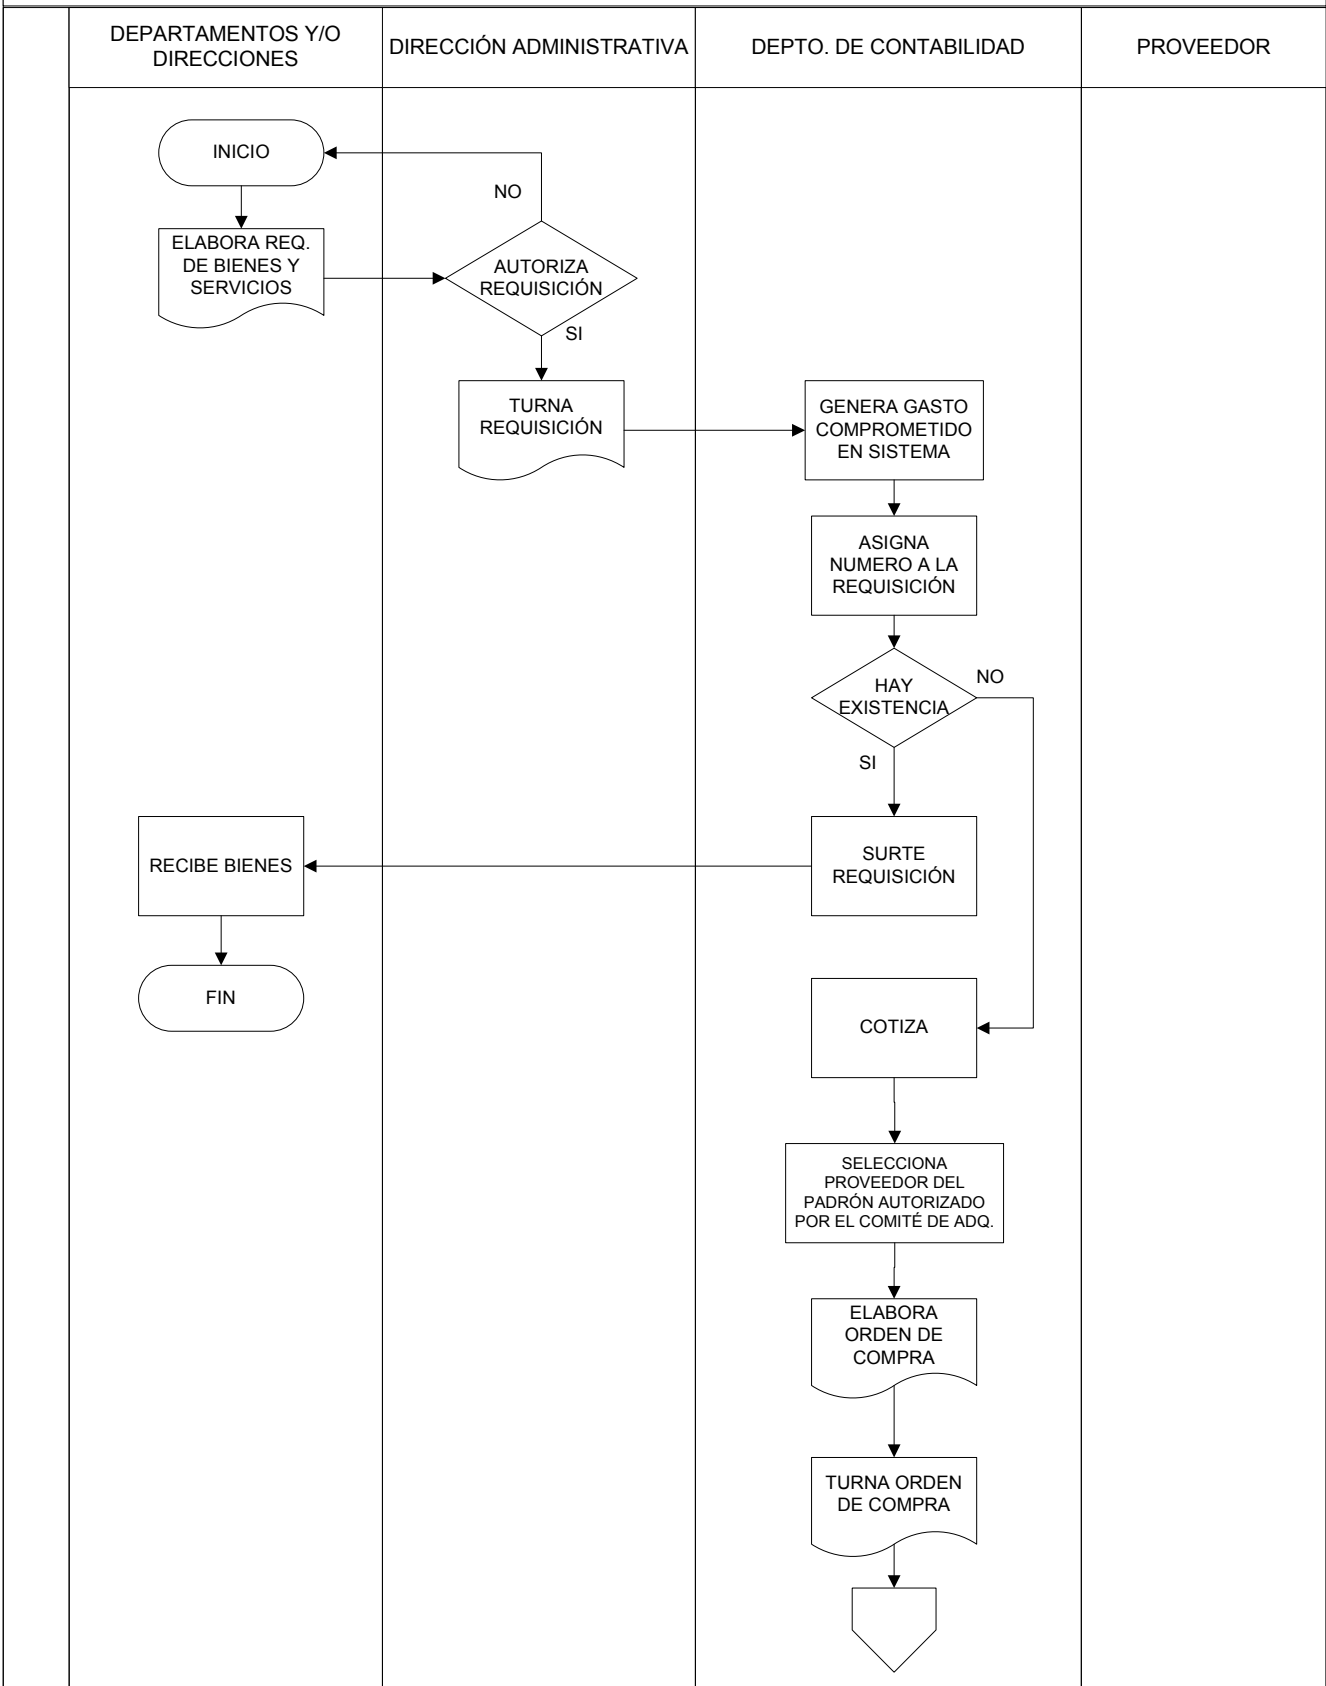 DEPARTAMENTOS Y/O
DIRECCIONES
DIRECCIÓN ADMINISTRATIVA
DEPTO. DE CONTABILIDAD
PROVEEDOR
INICIO
NO
ELABORA REQ.
DE BIENES Y
SERVICIOS
AUTORIZA
REQUISICIÓN
SI
TURNA
REQUISICIÓN
GENERA GASTO
COMPROMETIDO
EN SISTEMA
ASIGNA
NUMERO A LA
REQUISICIÓN
HAY
EXISTENCIA
NO
SI
RECIBE BIENES
SURTE
REQUISICIÓN
FIN
COTIZA
SELECCIONA
PROVEEDOR DEL
PADRÓN AUTORIZADO
POR EL COMITÉ DE ADQ.
ELABORA
ORDEN DE
COMPRA
TURNA ORDEN
DE COMPRA